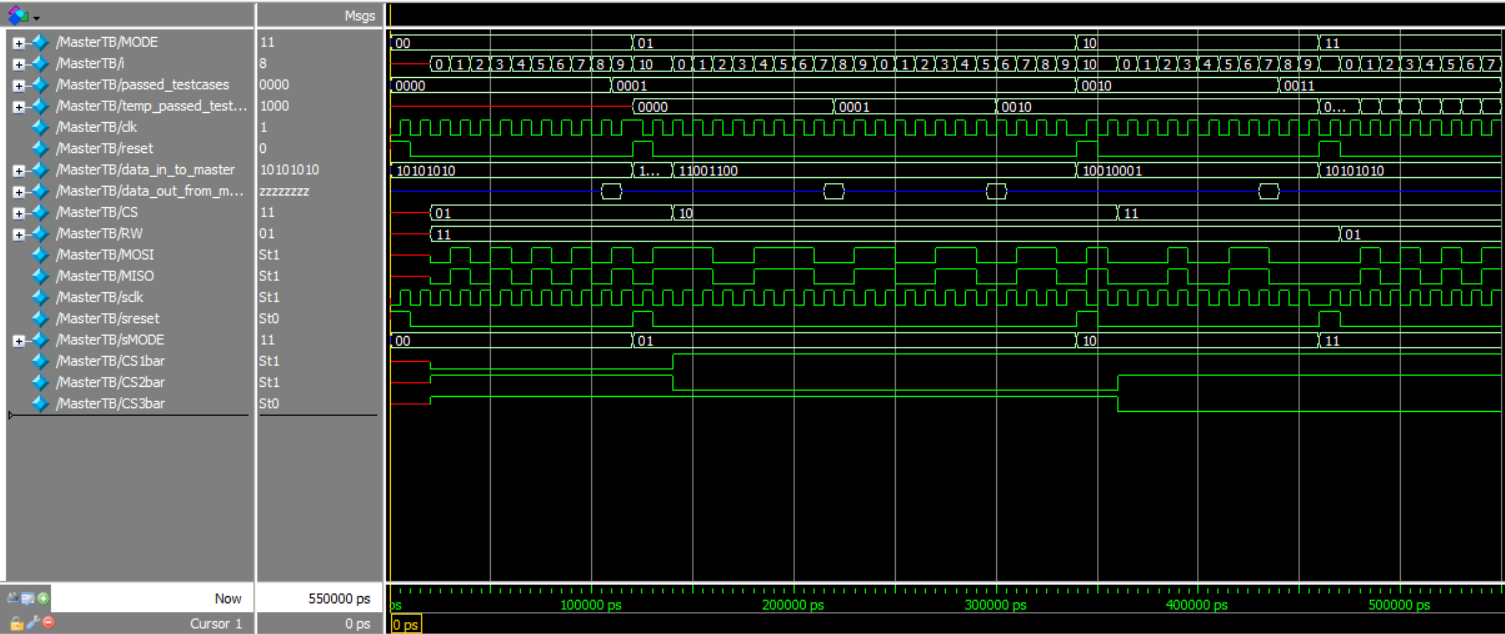 Msgs
/MasterTB/MODE 11 00 01 10 11
/MasterTB/i 8 0 1 2 3 4 5 6 7 8 9 10 0 1 2 3 4 5 6 7 8 9 0 1 2 3 4 5 6 7 8 9 10 0 1 2 3 4 5 6 7 8 9 0 1 2 3 4 5 6 7
/MasterTB/passed_testcases 0000 0000 0001 0010 0011
/MasterTB/temp_passed_test... 1000 0000 0001 0010 0...
/MasterTB/clk 1
/MasterTB/reset 0
/MasterTB/data_in_to_master 10101010 10101010 1... 11001100 10010001 10101010
/MasterTB/data_out_from_m... zzzzzzzz
/MasterTB/CS 11 01 10 11
/MasterTB/RW 01 11 01
/MasterTB/MOSI St1
/MasterTB/MISO St1
/MasterTB/sclk St1
/MasterTB/sreset St0
/MasterTB/sMODE 11 00 01 10 11
/MasterTB/CS1bar St1
/MasterTB/CS2bar St1
/MasterTB/CS3bar St0
Now 550000 ps ps 100000 ps 200000 ps 300000 ps 400000 ps 500000 ps
Cursor 1 0 ps 0 ps